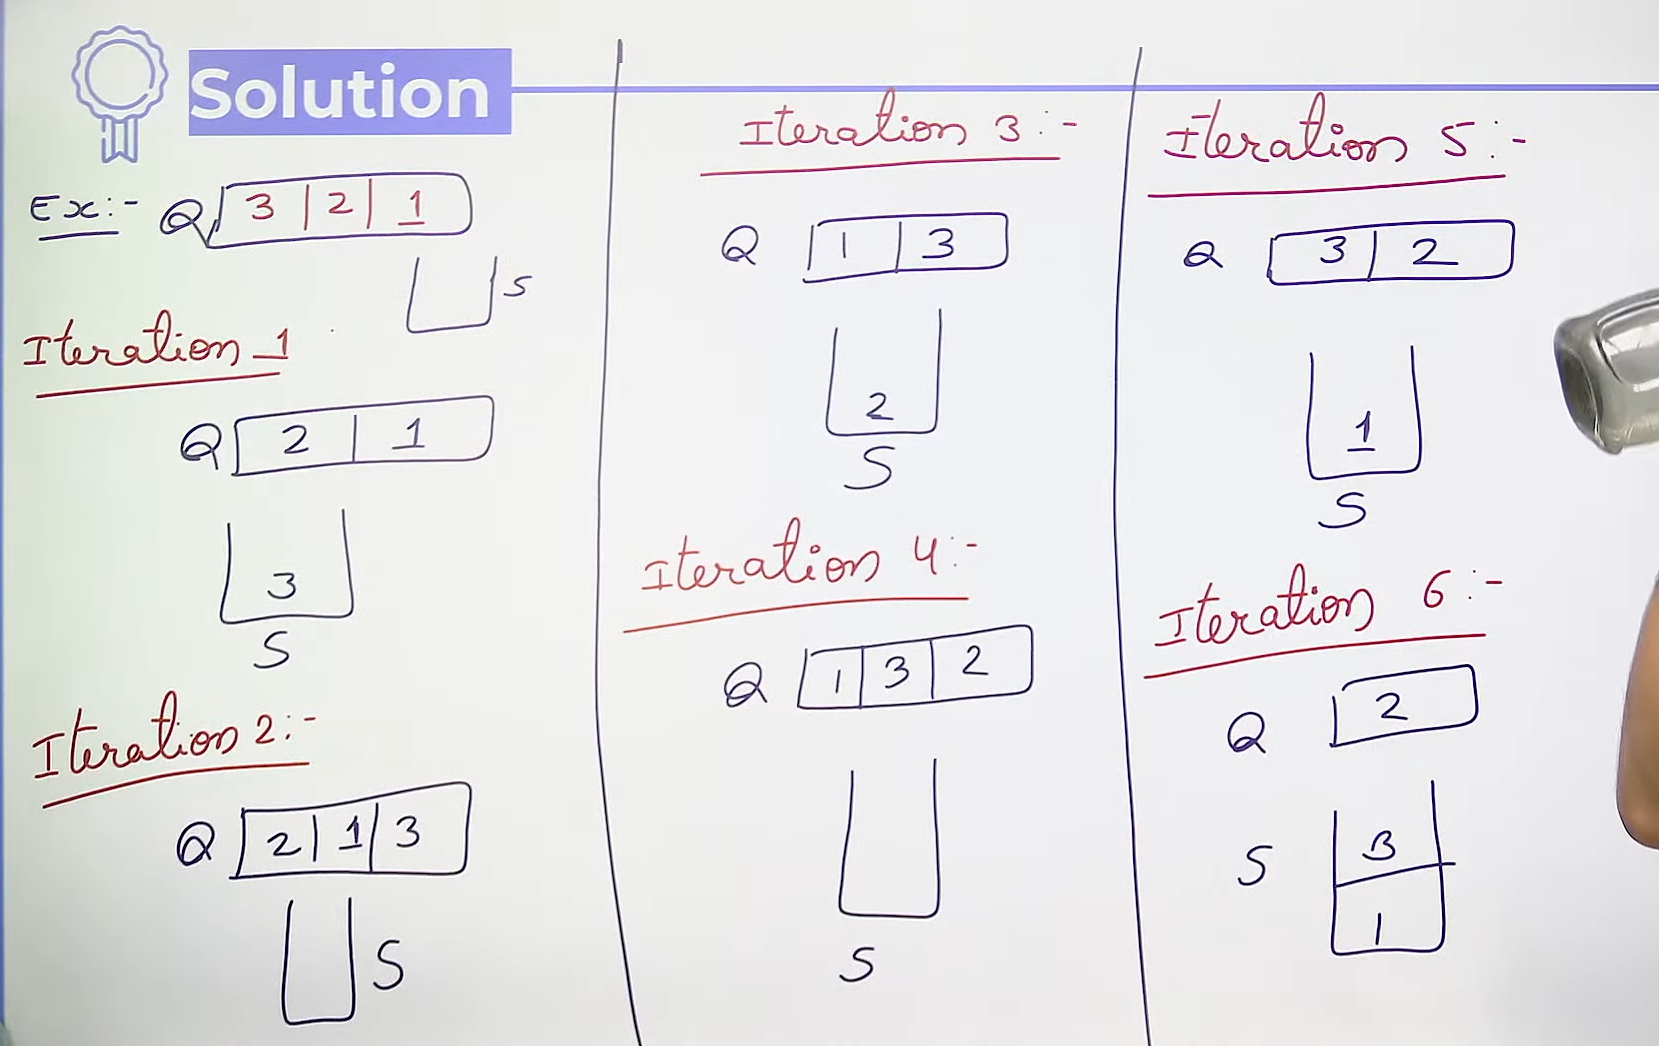 Solution
Ex:- Q 3 | 2 | 1
S
Iteration 1
Q 2 | 1
3
S
Iteration 2:-
Q 2 | 1 | 3
S
Iteration 3:-
Q 1 | 3
2
S
Iteration 4:-
Q 1 | 3 | 2
S
Iteration 5:-
Q 3 | 2
1
S
Iteration 6:-
Q 2
S 3
1